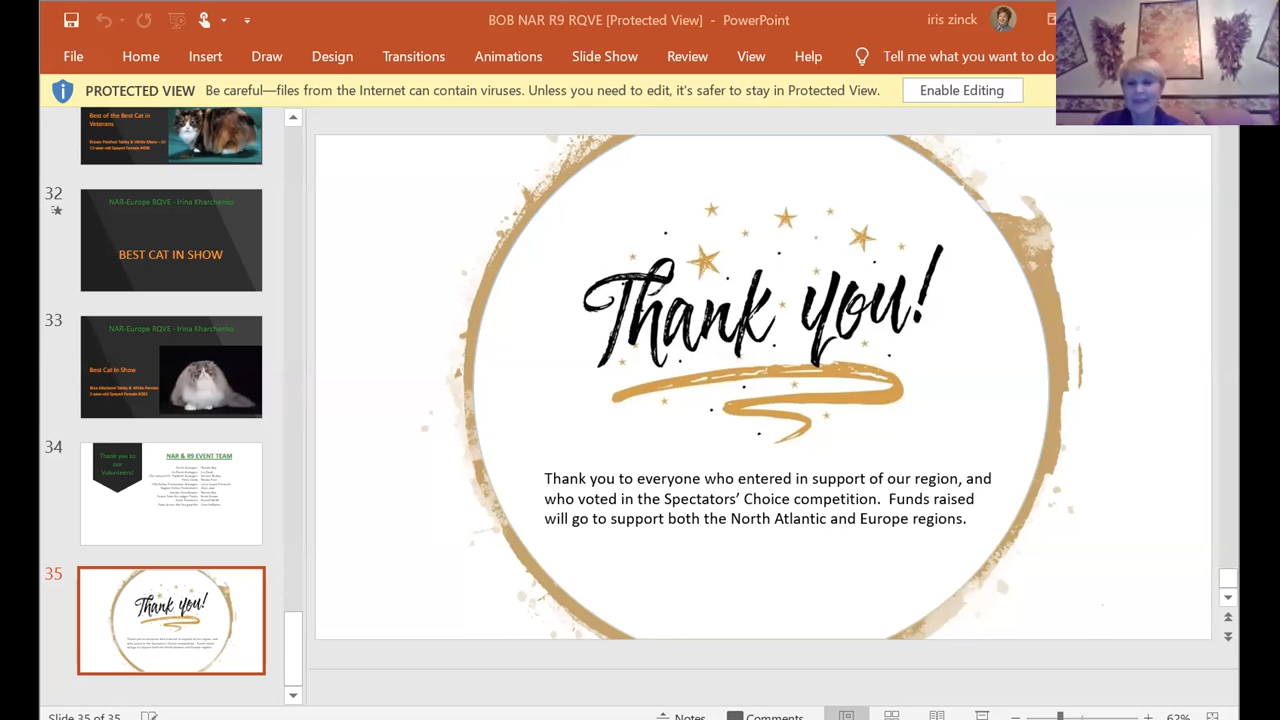 BOB NAR R9 RQVE [Protected View] - PowerPoint
iris zinck
File Home Insert Draw Design Transitions Animations Slide Show Review View Help Tell me what you want to do
PROTECTED VIEW Be careful—files from the Internet can contain viruses. Unless you need to edit, it's safer to stay in Protected View. Enable Editing
Best of the Best Cat in
Veterans
32
NAR-Europe RQVE - Irina Kharchenko
BEST CAT IN SHOW
33
NAR-Europe RQVE - Irina Kharchenko
Best Cat In Show
34
Thank you to
our
Volunteers!
NAR & R9 EVENT TEAM
35
Thank you!
Thank you!
Thank you to everyone who entered in support of our region, and
who voted in the Spectators' Choice competition. Funds raised
will go to support both the North Atlantic and Europe regions.
Slide 35 of 35
Notes
Comments
62%